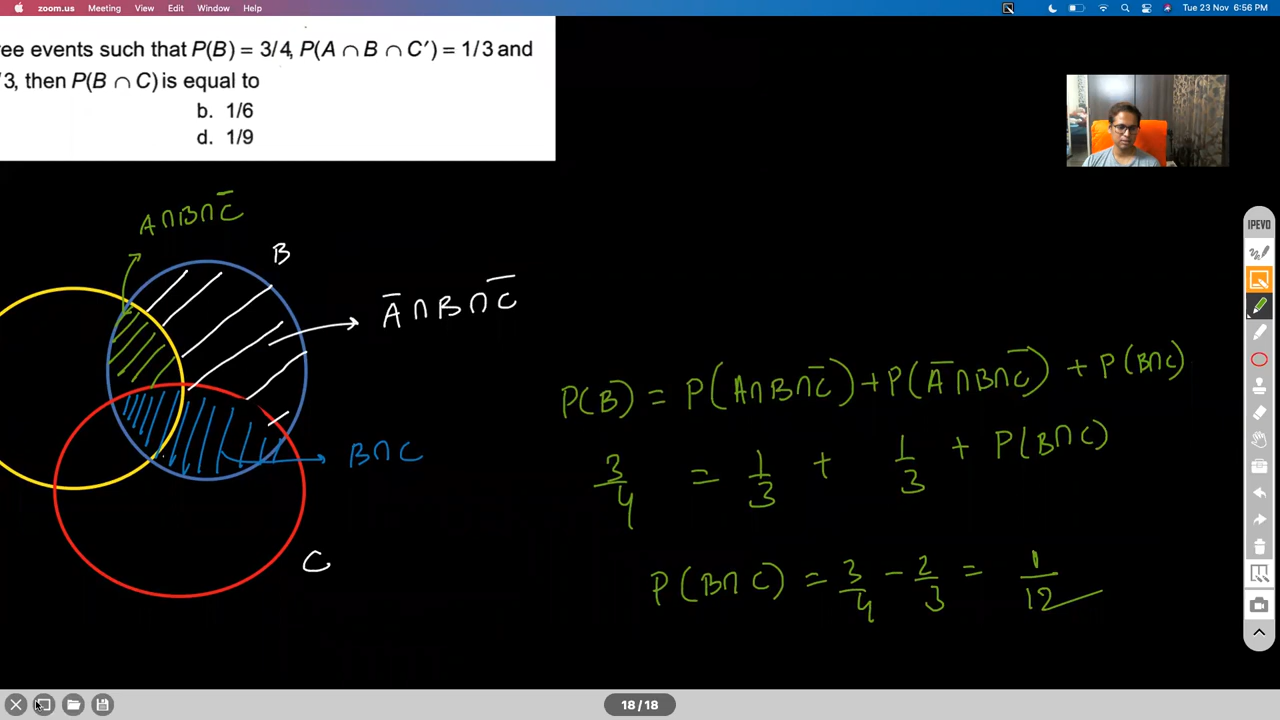 zoom.us Meeting View Edit Window Help Tue 23 Nov 6:56 PM
ree events such that P(B) = 3/4, P(A ∩ B ∩ C′) = 1/3 and
/3, then P(B ∩ C) is equal to
b. 1/6
d. 1/9
A∩B∩C̅
B
A̅∩B∩C̅
B∩C
C
P(B) = P(A∩B∩C̅) + P(A̅∩B∩C̅) + P(B∩C)
3/4 = 1/3 + 1/3 + P(B∩C)
P(B∩C) = 3/4 − 2/3 = 1/12
IPEVO
18 / 18